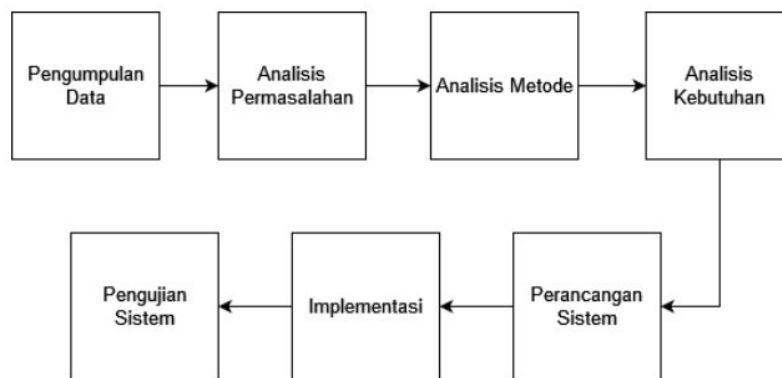 Pengumpulan
Data
Analisis
Permasalahan
Analisis Metode
Analisis
Kebutuhan
Perancangan
Sistem
Implementasi
Pengujian
Sistem